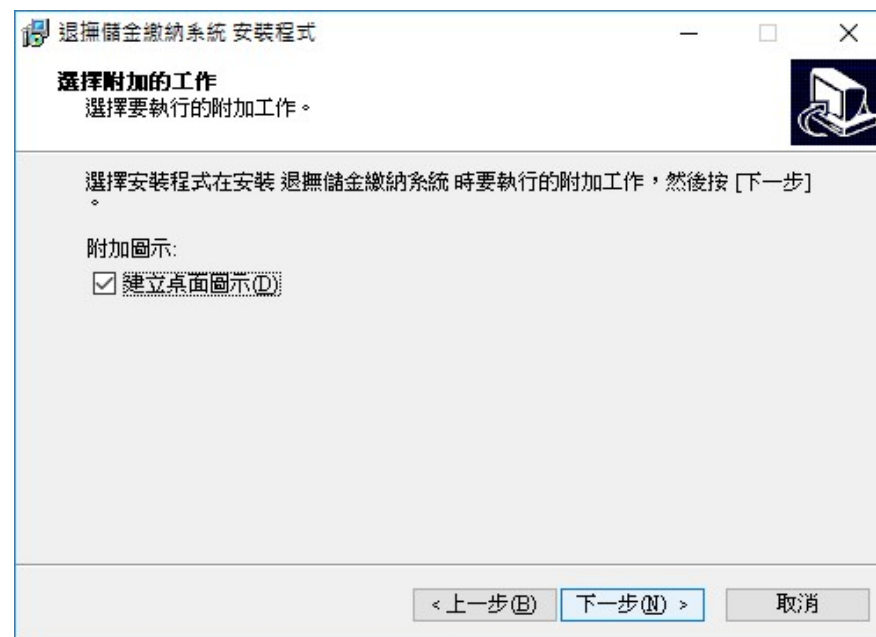 退撫儲金繳納系統 安裝程式
選擇附加的工作
選擇要執行的附加工作。
選擇安裝程式在安裝 退撫儲金繳納系統 時要執行的附加工作，然後按 [下一步]
。
附加圖示:
建立桌面圖示(D)
<上一步(B) 下一步(N) > 取消